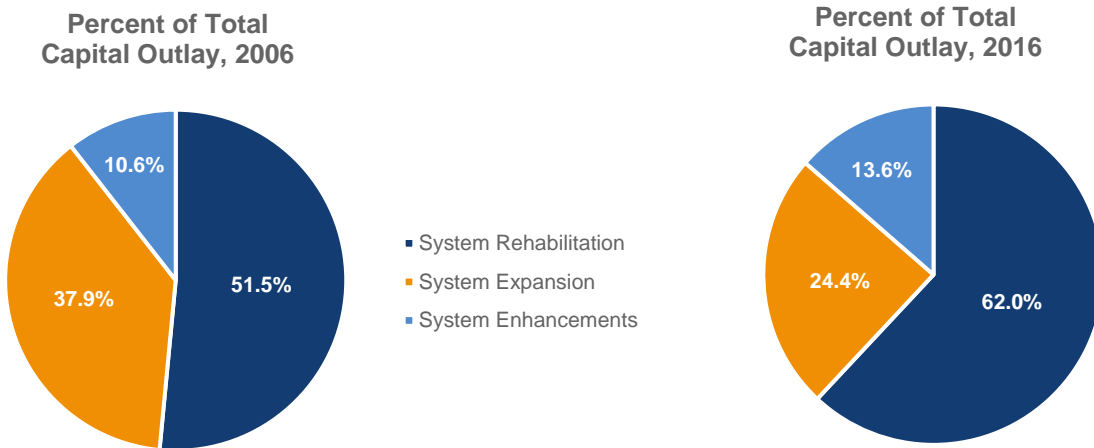 Percent of Total
Capital Outlay, 2006
10.6%
37.9%
51.5%
System Rehabilitation
System Expansion
System Enhancements
Percent of Total
Capital Outlay, 2016
13.6%
24.4%
62.0%